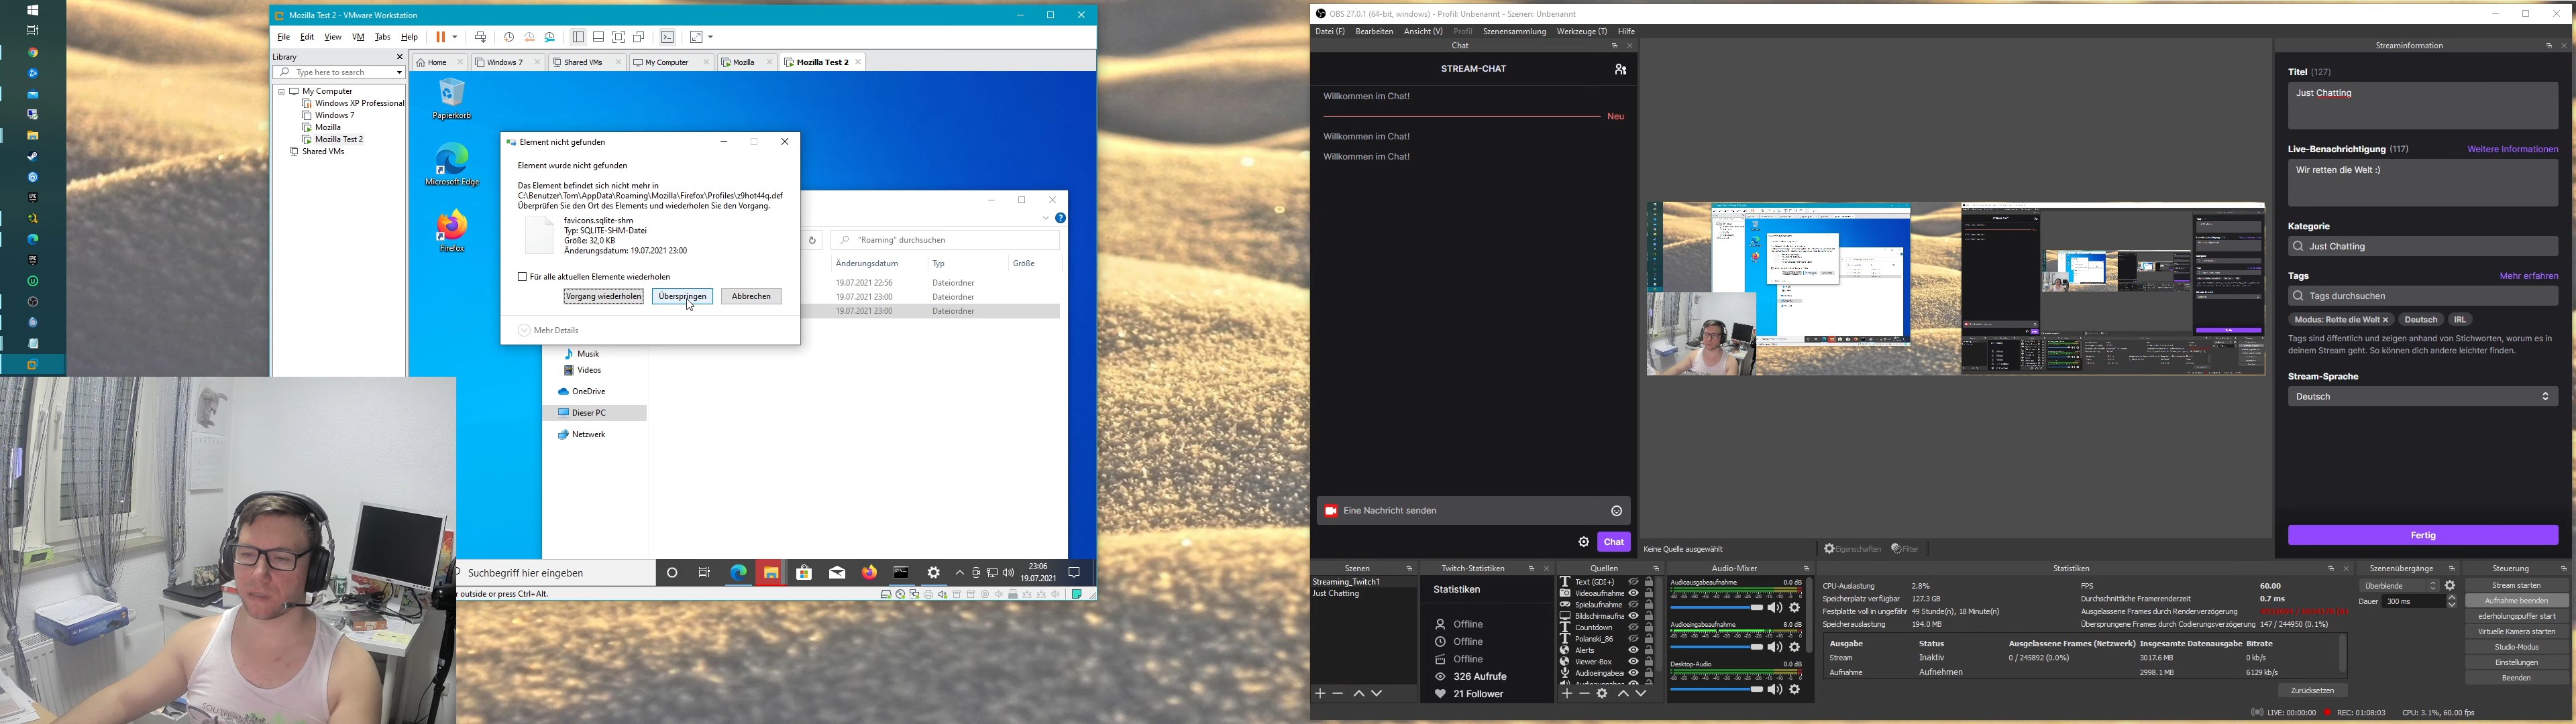 Mozilla Test 2 - VMware Workstation
File Edit View VM Tabs Help
Library
Type here to search
My Computer
Windows XP Professional
Windows 7
Mozilla
Mozilla Test 2
Shared VMs
Home
Windows 7
Shared VMs
My Computer
Mozilla
Mozilla Test 2
Papierkorb
Microsoft Edge
Firefox
Element nicht gefunden
Element wurde nicht gefunden
Das Element befindet sich nicht mehr in
C:\Benutzer\Tom\AppData\Roaming\Mozilla\Firefox\Profiles\z9hot44q.def
Überprüfen Sie den Ort des Elements und wiederholen Sie den Vorgang.
favicons.sqlite-shm
Typ: SQLITE-SHM-Datei
Größe: 32,0 KB
Änderungsdatum: 19.07.2021 23:00
Für alle aktuellen Elemente wiederholen
Vorgang wiederholen
Überspringen
Abbrechen
Mehr Details
"Roaming" durchsuchen
Änderungsdatum Typ Größe
19.07.2021 22:56 Dateiordner
19.07.2021 23:00 Dateiordner
19.07.2021 23:00 Dateiordner
Musik
Videos
OneDrive
Dieser PC
Netzwerk
Suchbegriff hier eingeben
23:06
19.07.2021
r outside or press Ctrl+Alt.
OBS 27.0.1 (64-bit, windows) - Profil: Unbenannt - Szenen: Unbenannt
Datei (F) Bearbeiten Ansicht (V) Profil Szenensammlung Werkzeuge (T) Hilfe
Chat
STREAM-CHAT
Willkommen im Chat!
Neu
Willkommen im Chat!
Willkommen im Chat!
Eine Nachricht senden
Chat
Keine Quelle ausgewählt
Eigenschaften
Filter
Streaminformation
Titel (127)
Just Chatting
Live-Benachrichtigung (117)
Weitere Informationen
Wir retten die Welt :)
Kategorie
Just Chatting
Tags
Mehr erfahren
Tags durchsuchen
Modus: Rette die Welt
Deutsch
IRL
Tags sind öffentlich und zeigen anhand von Stichworten, worum es in
deinem Stream geht. So können dich andere leichter finden.
Stream-Sprache
Deutsch
Fertig
Szenen
Streaming_Twitch1
Just Chatting
Twitch-Statistiken
Statistiken
Offline
Offline
Offline
326 Aufrufe
21 Follower
Quellen
Text (GDI+)
Videoaufnahme
Spielaufnahme
Bildschirmaufna
Countdown
Polanski_86
Alerts
Viewer-Box
Audioeingabeau
Audio-Mixer
Audioausgabeaufnahme 0.0 dB
Audioeingabeaufnahme 8.0 dB
Desktop-Audio 0.0 dB
Statistiken
CPU-Auslastung 2.8%
Speicherplatz verfügbar 127.3 GB
Festplatte voll in ungefähr 49 Stunde(n), 18 Minute(n)
Speicherauslastung 194.0 MB
FPS 60.00
Durchschnittliche Framerenderzeit 0.7 ms
Ausgelassene Frames durch Renderverzögerung
Übersprungene Frames durch Codierungsverzögerung 147 / 244950 (0.1%)
Ausgabe Status Ausgelassene Frames (Netzwerk) Insgesamte Datenausgabe Bitrate
Stream Inaktiv 0 / 245892 (0.0%) 3017.6 MB 0 kb/s
Aufnahme Aufnehmen 2998.1 MB 6129 kb/s
Zurücksetzen
Szenenübergänge
Überblende
Dauer 300 ms
Steuerung
Stream starten
Aufnahme beenden
ederholungspuffer start
Virtuelle Kamera starten
Studio-Modus
Einstellungen
Beenden
LIVE: 00:00:00
REC: 01:08:03
CPU: 3.1%, 60.00 fps